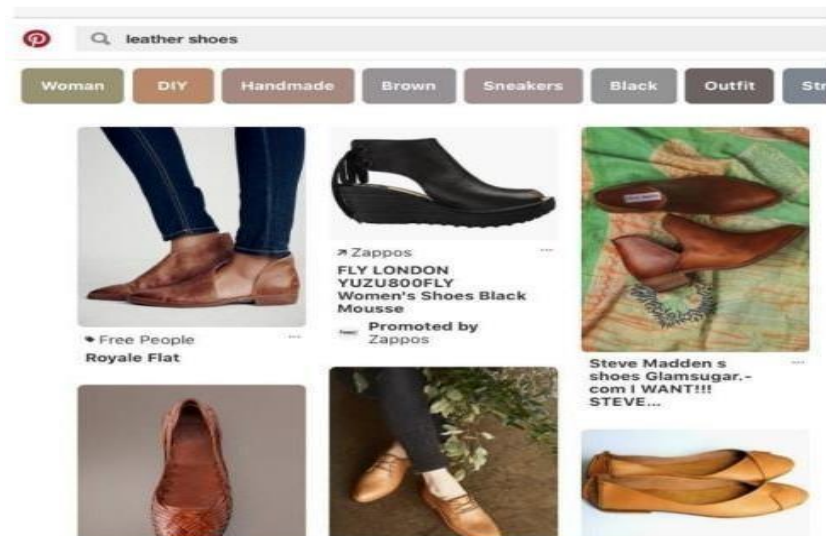 leather shoes
Woman
DIY
Handmade
Brown
Sneakers
Black
Outfit
Str
Free People
Royale Flat
Zappos
FLY LONDON
YUZU800FLY
Women's Shoes Black
Mousse
Promoted by
Zappos
Steve Madden s
shoes Glamsugar.-
com I WANT!!!
STEVE...